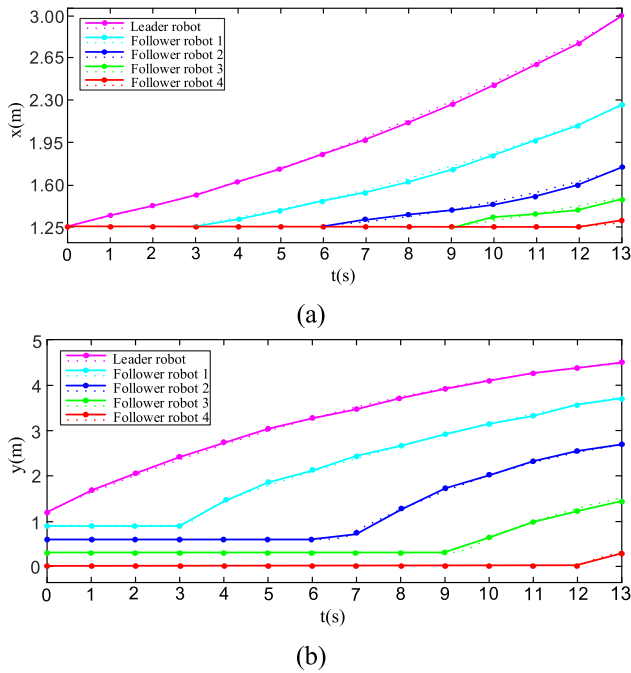 (a)
3.00
2.65
2.30
1.95
1.60
1.25
x(m)
Leader robot
Follower robot 1
Follower robot 2
Follower robot 3
Follower robot 4
0 1 2 3 4 5 6 7 8 9 10 11 12 13
t(s)
(a)
5
4
3
2
1
0
y(m)
Leader robot
Follower robot 1
Follower robot 2
Follower robot 3
Follower robot 4
0 1 2 3 4 5 6 7 8 9 10 11 12 13
t(s)
(b)